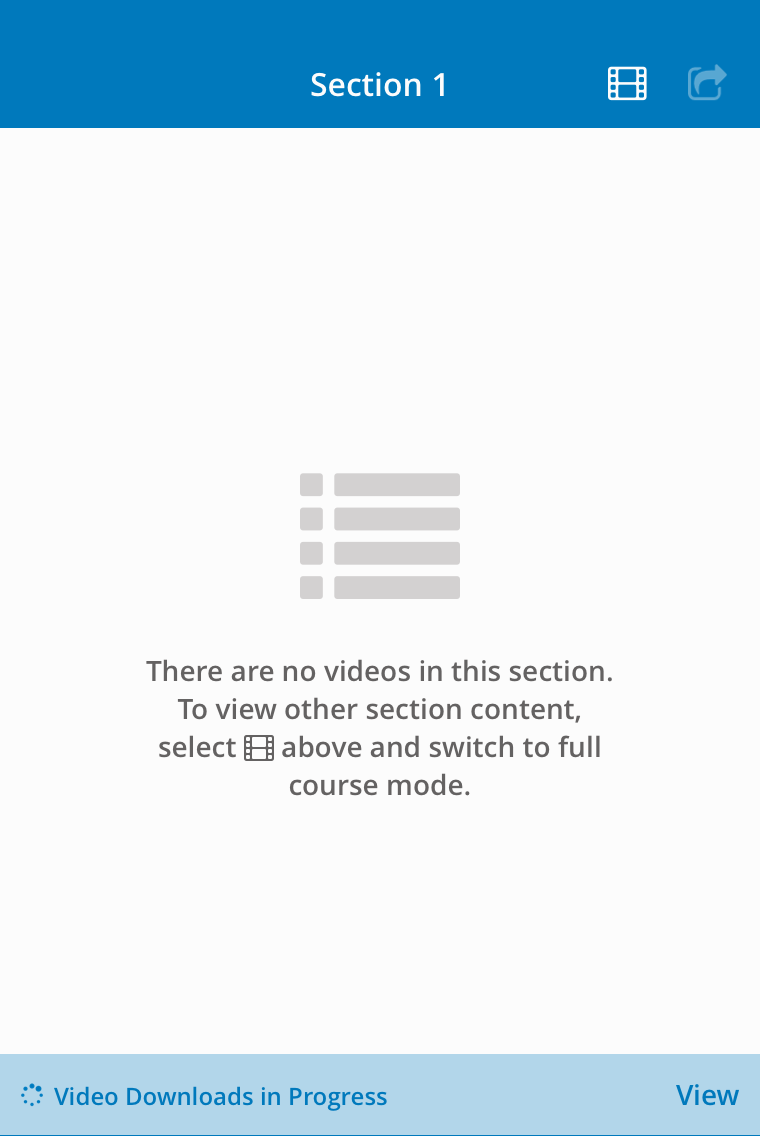 Section 1
There are no videos in this section.
To view other section content,
select above and switch to full
course mode.
Video Downloads in Progress
View